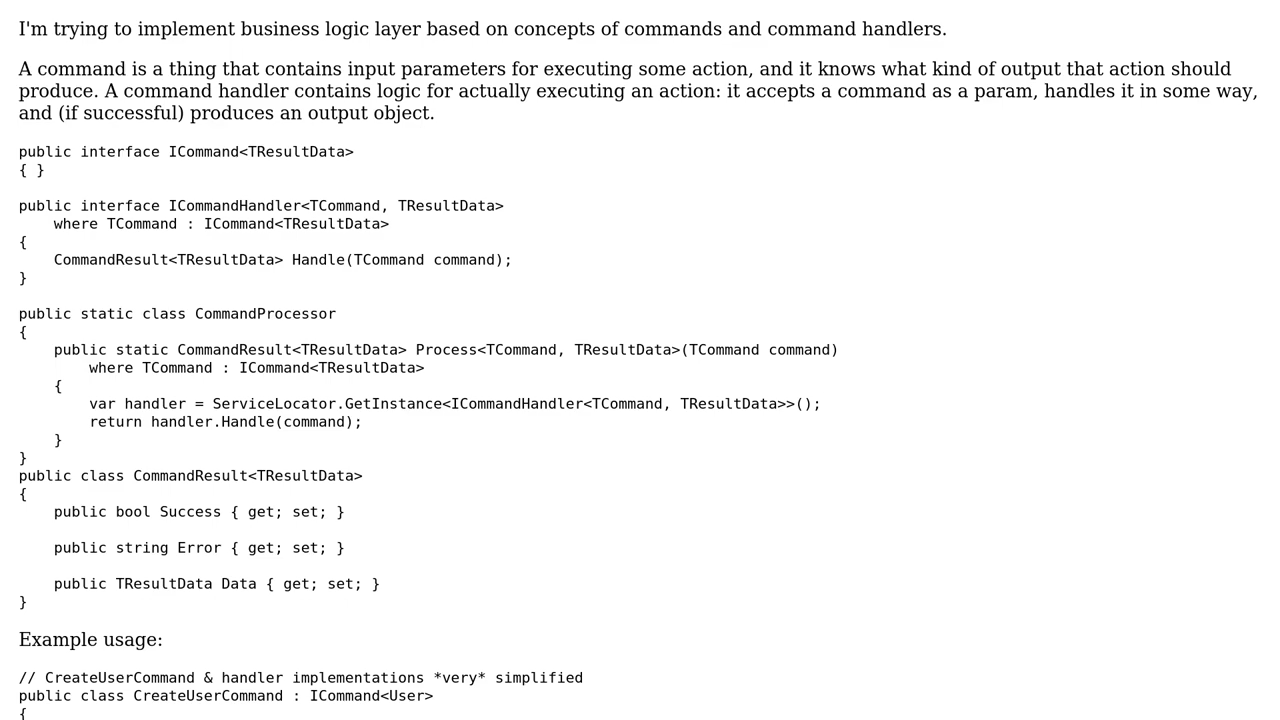 I'm trying to implement business logic layer based on concepts of commands and command handlers.
A command is a thing that contains input parameters for executing some action, and it knows what kind of output that action should
produce. A command handler contains logic for actually executing an action: it accepts a command as a param, handles it in some way,
and (if successful) produces an output object.
public interface ICommand<TResultData>
{ }
public interface ICommandHandler<TCommand, TResultData>
    where TCommand : ICommand<TResultData>
{
    CommandResult<TResultData> Handle(TCommand command);
}
public static class CommandProcessor
{
    public static CommandResult<TResultData> Process<TCommand, TResultData>(TCommand command)
        where TCommand : ICommand<TResultData>
    {
        var handler = ServiceLocator.GetInstance<ICommandHandler<TCommand, TResultData>>();
        return handler.Handle(command);
    }
}
public class CommandResult<TResultData>
{
    public bool Success { get; set; }
    public string Error { get; set; }
    public TResultData Data { get; set; }
}
Example usage:
// CreateUserCommand & handler implementations *very* simplified
public class CreateUserCommand : ICommand<User>
{